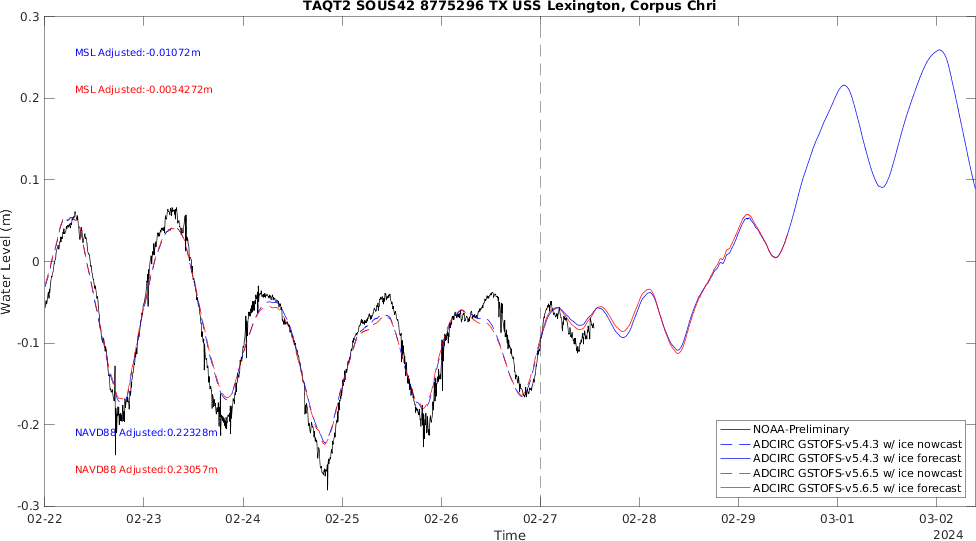 TAQT2 SOUS42 8775296 TX USS Lexington, Corpus Chri
0.3
0.2
0.1
0
-0.1
-0.2
-0.3
Water Level (m)
MSL Adjusted:-0.01072m
MSL Adjusted:-0.0034272m
NAVD88 Adjusted:0.22328m
NAVD88 Adjusted:0.23057m
NOAA-Preliminary
ADCIRC GSTOFS-v5.4.3 w/ ice nowcast
ADCIRC GSTOFS-v5.4.3 w/ ice forecast
ADCIRC GSTOFS-v5.6.5 w/ ice nowcast
ADCIRC GSTOFS-v5.6.5 w/ ice forecast
02-22 02-23 02-24 02-25 02-26 02-27 02-28 02-29 03-01 03-02
Time
2024